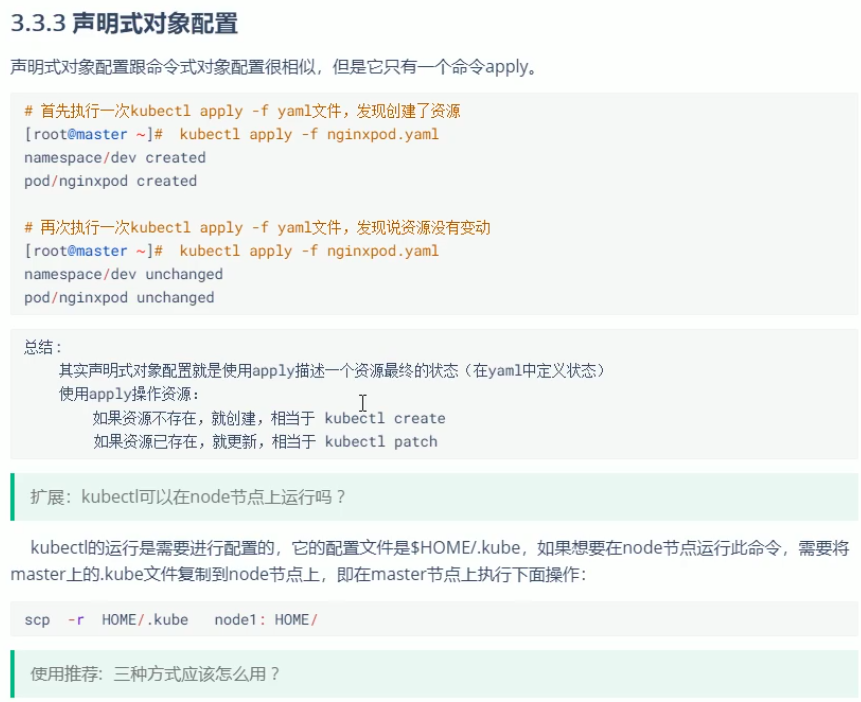 3.3.3 声明式对象配置
声明式对象配置跟命令式对象配置很相似，但是它只有一个命令apply。
# 首先执行一次kubectl apply -f yaml文件，发现创建了资源
[root@master ~]#  kubectl apply -f nginxpod.yaml
namespace/dev created
pod/nginxpod created
# 再次执行一次kubectl apply -f yaml文件，发现说资源没有变动
[root@master ~]#  kubectl apply -f nginxpod.yaml
namespace/dev unchanged
pod/nginxpod unchanged
总结：
其实声明式对象配置就是使用apply描述一个资源最终的状态（在yaml中定义状态）
使用apply操作资源：
如果资源不存在，就创建，相当于 kubectl create
如果资源已存在，就更新，相当于 kubectl patch
扩展：kubectl可以在node节点上运行吗？
kubectl的运行是需要进行配置的，它的配置文件是$HOME/.kube，如果想要在node节点运行此命令，需要将
master上的.kube文件复制到node节点上，即在master节点上执行下面操作：
scp  -r  HOME/.kube   node1: HOME/
使用推荐：三种方式应该怎么用？